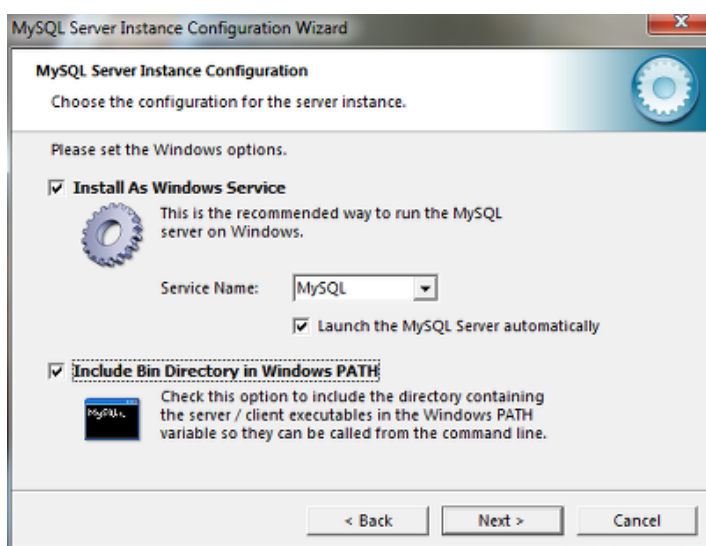 MySQL Server Instance Configuration Wizard
MySQL Server Instance Configuration
Choose the configuration for the server instance.
Please set the Windows options.
Install As Windows Service
This is the recommended way to run the MySQL
server on Windows.
Service Name:
MySQL
Launch the MySQL Server automatically
Include Bin Directory in Windows PATH
Check this option to include the directory containing
the server / client executables in the Windows PATH
variable so they can be called from the command line.
< Back
Next >
Cancel